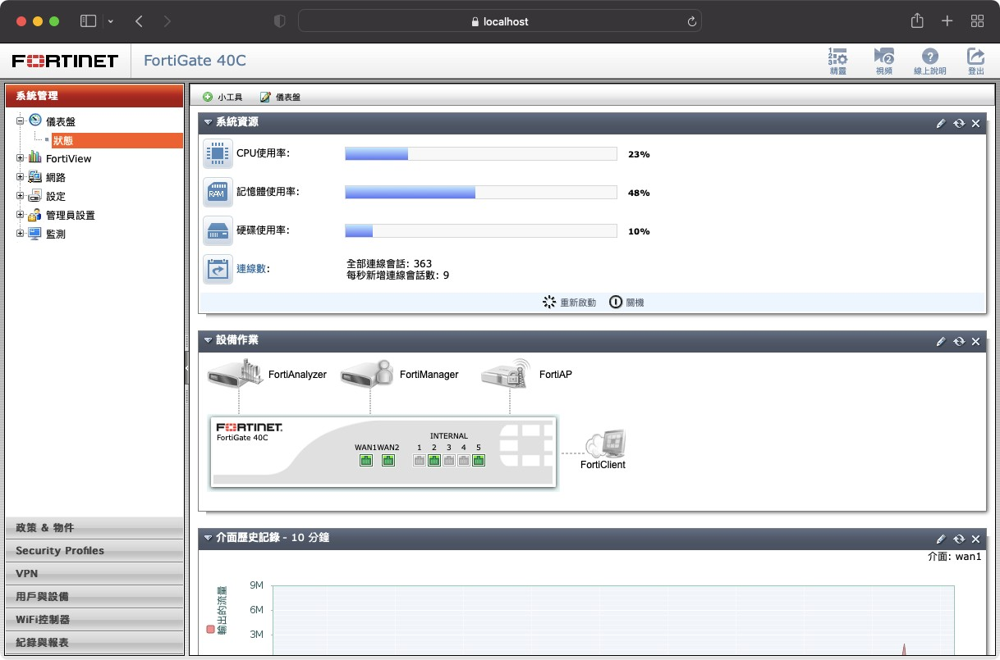 localhost
FORTINET
FortiGate 40C
精靈
視頻
線上說明
登出
系統管理
儀表盤
狀態
FortiView
網路
設定
管理員設置
監測
政策 & 物件
Security Profiles
VPN
用戶與設備
WiFi控制器
紀錄與報表
小工具
儀表盤
系統資源
CPU使用率:
23%
RAM
記憶體使用率:
48%
硬碟使用率:
10%
連線數:
全部連線會話: 363
每秒新增連線會話數: 9
重新啟動
關機
設備作業
FortiAnalyzer
FortiManager
FortiAP
FORTINET.
FortiGate 40C
INTERNAL
WAN1WAN2 1 2 3 4 5
FortiClient
介面歷史記錄 - 10 分鐘
介面: wan1
輸出的流量
9M
6M
3M